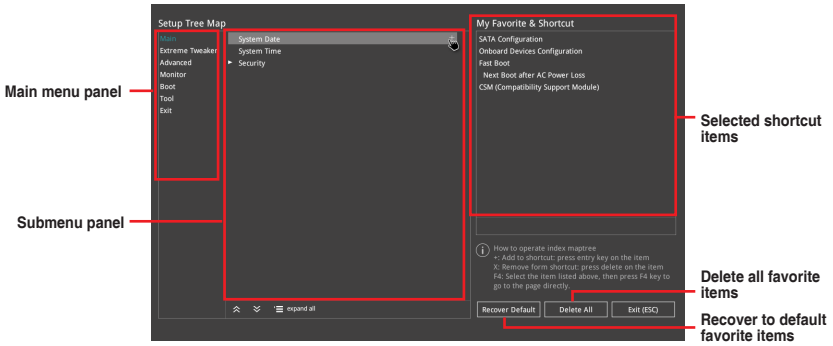 Setup Tree Map
Main
Extreme Tweaker
Advanced
Monitor
Boot
Tool
Exit
System Date
+
System Time
Security
expand all
My Favorite & Shortcut
SATA Configuration
Onboard Devices Configuration
Fast Boot
Next Boot after AC Power Loss
CSM (Compatibility Support Module)
i
How to operate index maptree
+: Add to shortcut: press entry key on the item
X: Remove form shortcut: press delete on the item
F4: Select the item listed above, then press F4 key to
go to the page directly.
Recover Default
Delete All
Exit (ESC)
Main menu panel
Submenu panel
Selected shortcut
items
Delete all favorite
items
Recover to default
favorite items